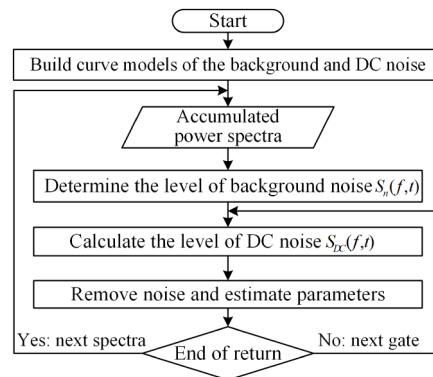 Start
Build curve models of the background and DC noise
Accumulated
power spectra
Determine the level of background noise Sₙ(f,t)
Calculate the level of DC noise S_DC(f,t)
Remove noise and estimate parameters
Yes: next spectra
End of return
No: next gate